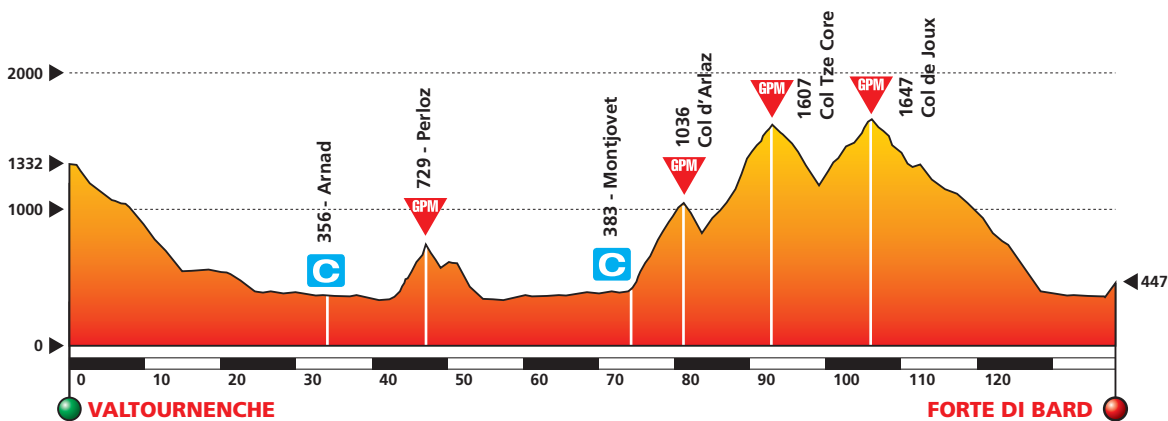 2000
1332
1000
0
356 - Arnad
C
729 - Perloz
GPM
383 - Montjovet
C
1036
Col d'Arlaz
GPM
1607
Col Tze Core
GPM
1647
Col de Joux
GPM
447
0 10 20 30 40 50 60 70 80 90 100 110 120
VALTOURNENCHE
FORTE DI BARD